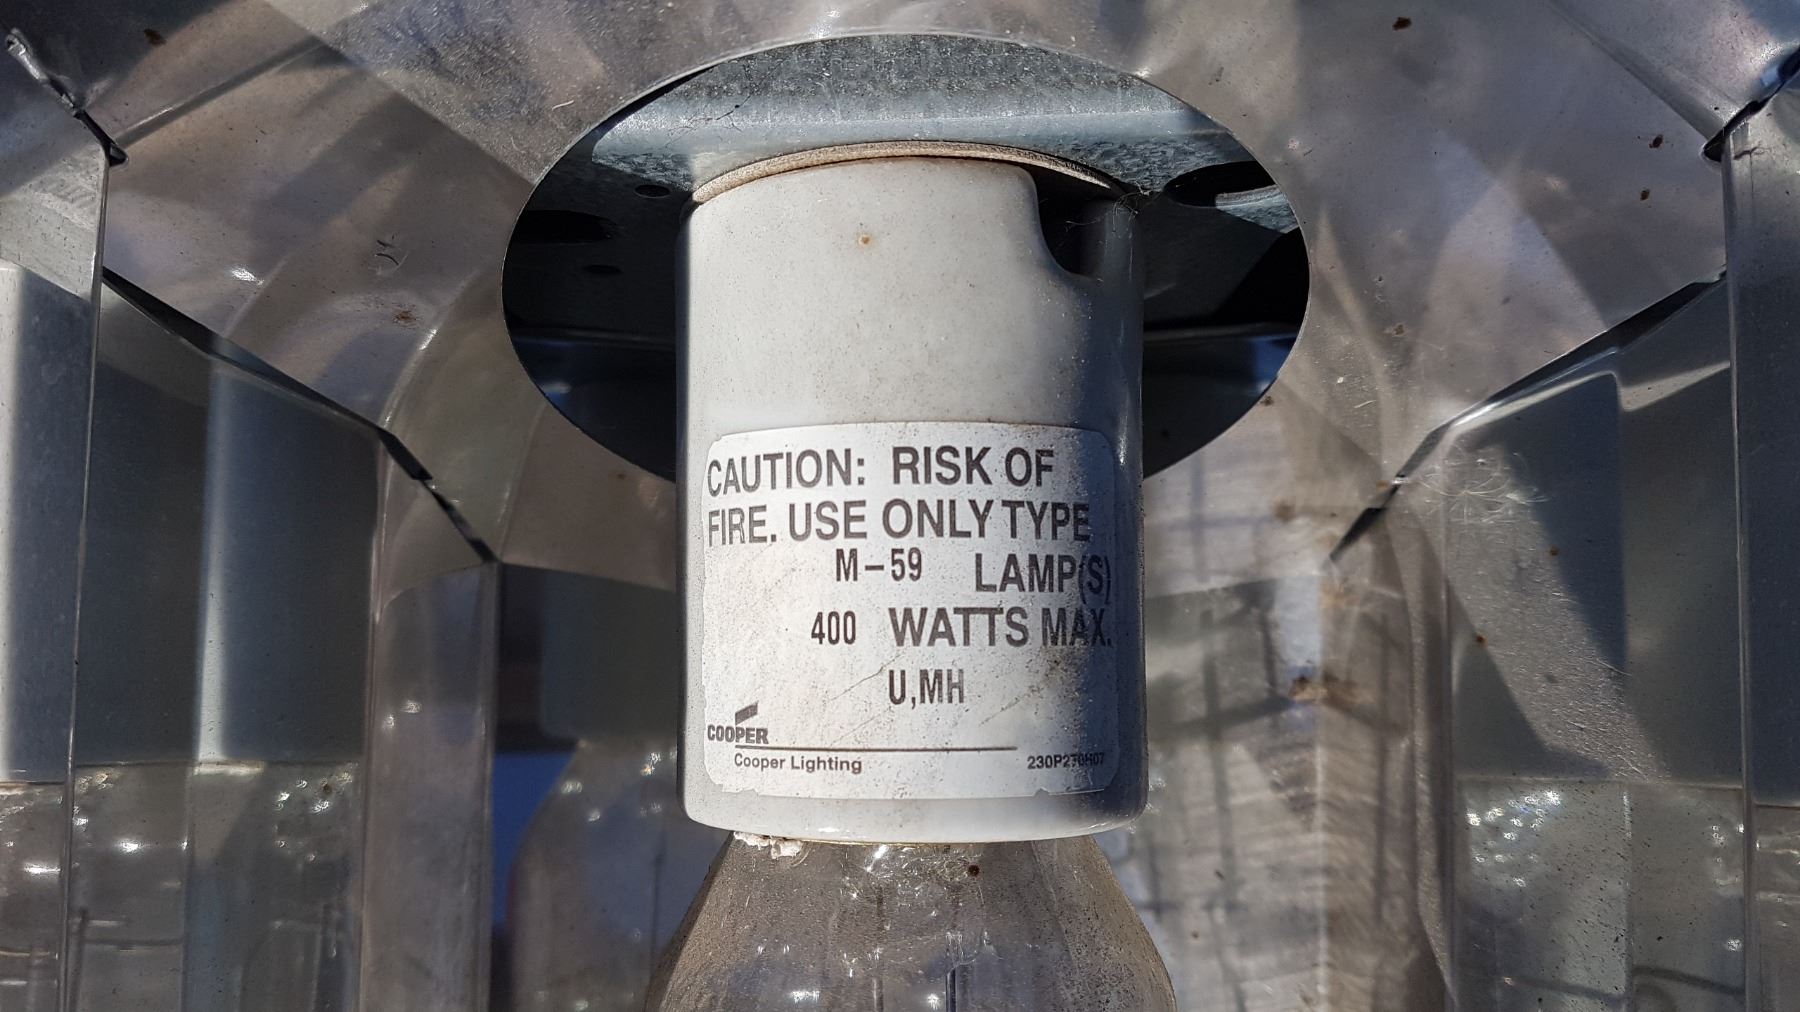 CAUTION: RISK OF
FIRE. USE ONLY TYPE
M-59 LAMP(S)
400 WATTS MAX.
U,MH
COOPER
Cooper Lighting